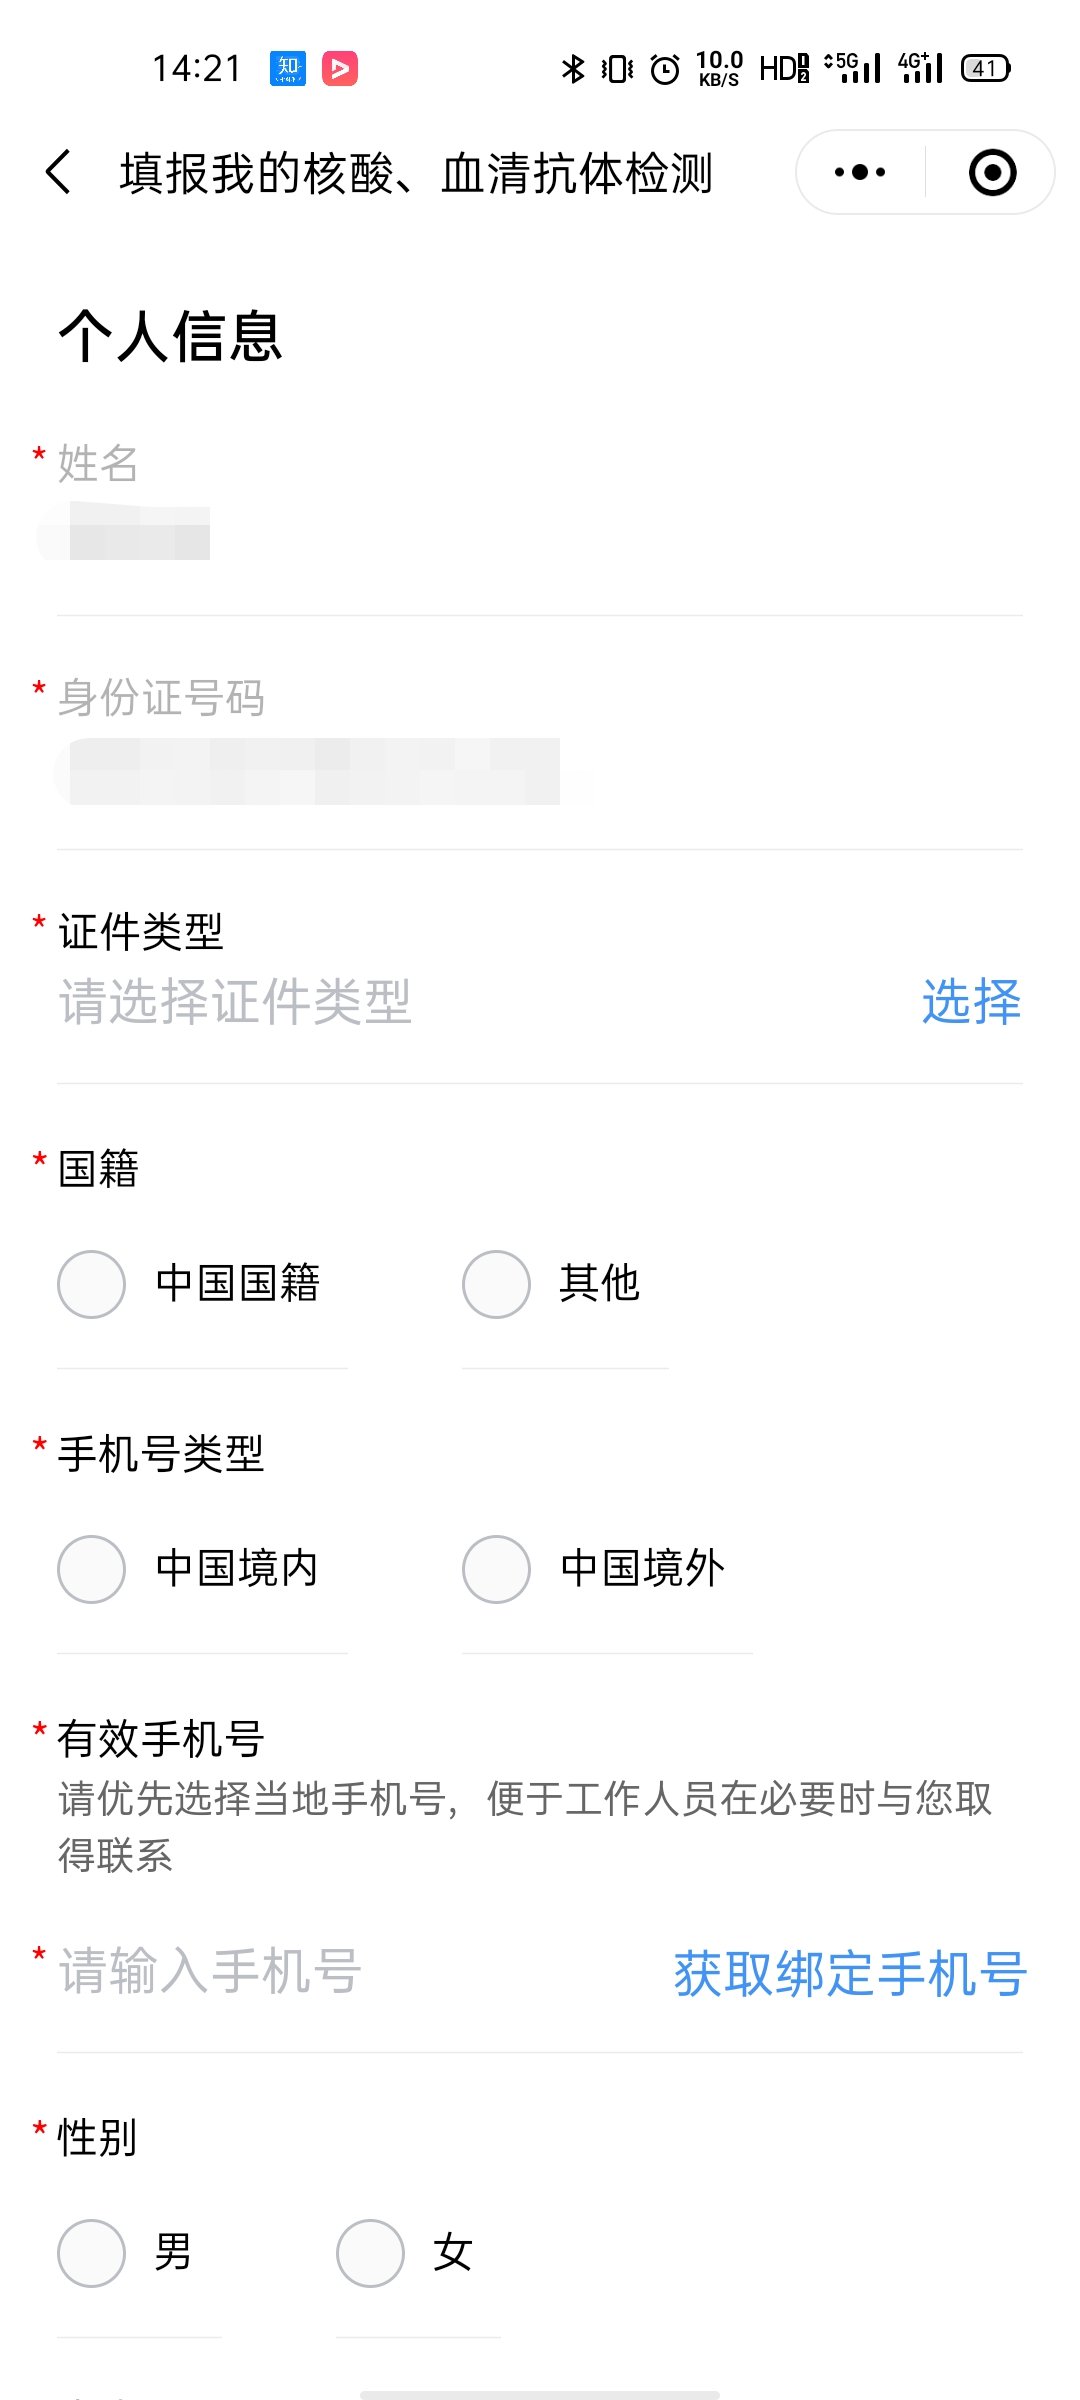 14:21 知 10.0 KB/S HD 1 2 5G 4G+ 41
填报我的核酸、血清抗体检测
个人信息
* 姓名
* 身份证号码
* 证件类型
请选择证件类型 选择
* 国籍
中国国籍 其他
* 手机号类型
中国境内 中国境外
* 有效手机号
请优先选择当地手机号，便于工作人员在必要时与您取
得联系
* 请输入手机号 获取绑定手机号
* 性别
男 女